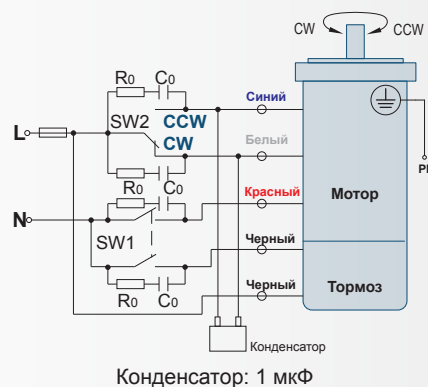 CW
CCW
R0
C0
Синий
SW2
CCW
CW
L
Белый
R0
C0
PE
Красный
Мотор
N
SW1
Черный
R0
C0
Черный
Тормоз
Конденсатор
Конденсатор: 1 мкФ